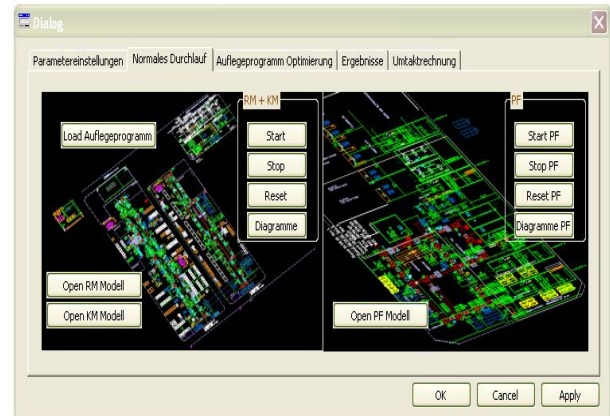 Dialog
Parametereinstellungen Normales Durchlauf Auflegeprogramm Optimierung Ergebnisse Umtaktrechnung
RM + KM
Load Auflegeprogramm
Start
Stop
Reset
Diagramme
Open RM Modell
Open KM Modell
PF
Start PF
Stop PF
Reset PF
Diagramme PF
Open PF Modell
OK Cancel Apply